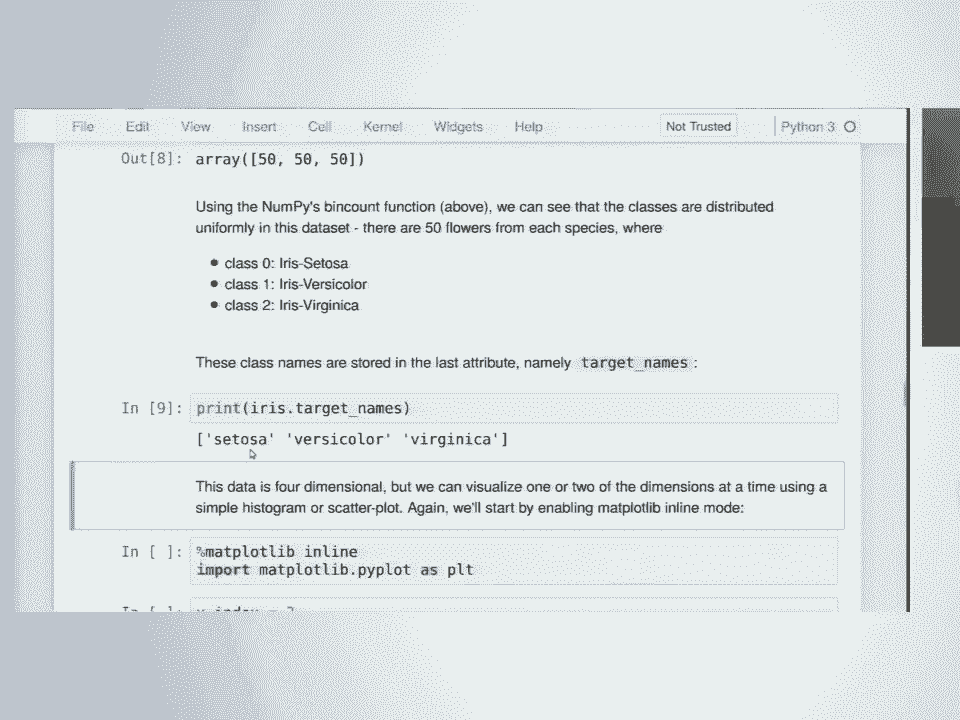 File Edit View Insert Cell Kernel Widgets Help Not Trusted Python 3
Out[8]: array([50, 50, 50])
Using the NumPy's bincount function (above), we can see that the classes are distributed
uniformly in this dataset - there are 50 flowers from each species, where
class 0: Iris-Setosa
class 1: Iris-Versicolor
class 2: Iris-Virginica
These class names are stored in the last attribute, namely target_names :
In [9]: print(iris.target_names)
['setosa' 'versicolor' 'virginica']
This data is four dimensional, but we can visualize one or two of the dimensions at a time using a
simple histogram or scatter-plot. Again, we'll start by enabling matplotlib inline mode:
In [ ]: %matplotlib inline
import matplotlib.pyplot as plt